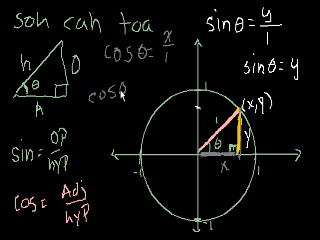 soh cah toa
sinθ = y/1
cosθ = x/1
sinθ = y
h
O
θ
A
cosθ
1
(x,y)
1
y
θ
x
-1
1
-1
sin = OP/hyp
cos = Adj/hyp